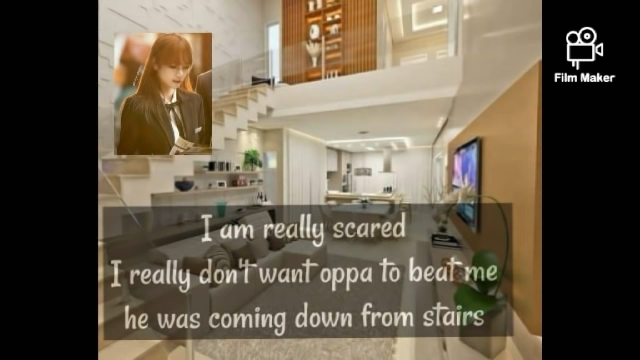 Film Maker
I am really scared
I really don't want oppa to beat me
he was coming down from stairs